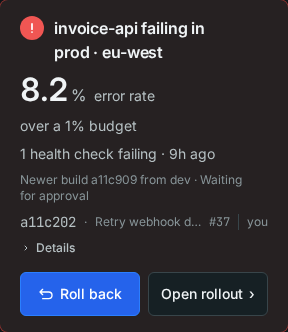 !
invoice-api failing in
prod · eu-west
8.2 % error rate
over a 1% budget
1 health check failing · 9h ago
Newer build a11c909 from dev · Waiting
for approval
a11c202 · Retry webhook d... #37 | you
› Details
Roll back
Open rollout ›